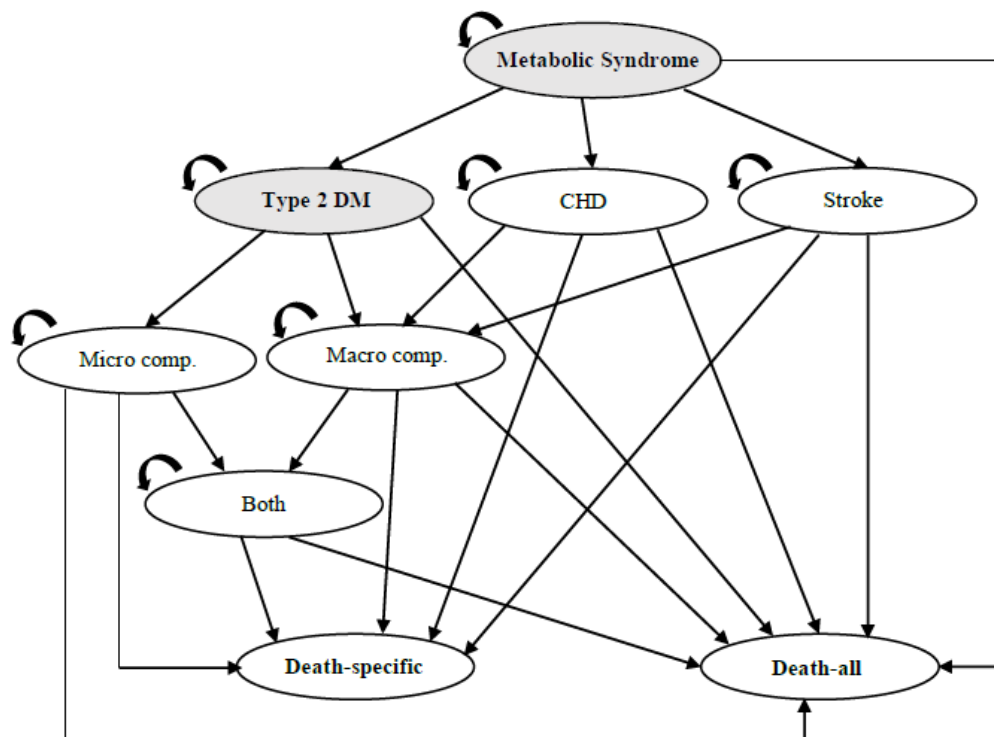 Metabolic Syndrome
Type 2 DM
CHD
Stroke
Micro comp.
Macro comp.
Both
Death-specific
Death-all